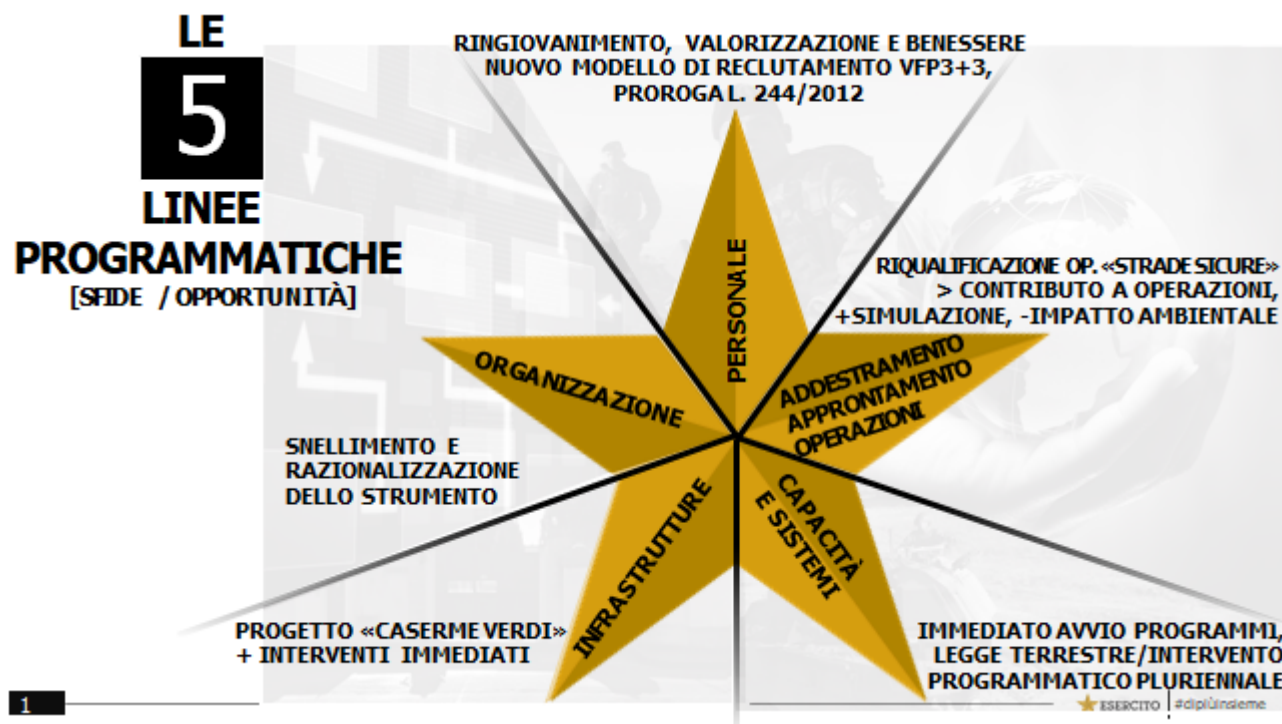 LE
5
LINEE
PROGRAMMATICHE
[SFIDE / OPPORTUNITÀ]
RINGIOVANIMENTO, VALORIZZAZIONE E BENESSERE
NUOVO MODELLO DI RECLUTAMENTO VFP3+3,
PROROGA L. 244/2012
PERSONALE
RIQUALIFICAZIONE OP. «STRADE SICURE»
> CONTRIBUTO A OPERAZIONI,
+SIMULAZIONE, -IMPATTO AMBIENTALE
ADDESTRAMENTO
APPRONTAMENTO
OPERAZIONI
ORGANIZZAZIONE
SNELLIMENTO E
RAZIONALIZZAZIONE
DELLO STRUMENTO
CAPACITÀ
E SISTEMI
INFRASTRUTTURE
PROGETTO «CASERME VERDI»
+ INTERVENTI IMMEDIATI
IMMEDIATO AVVIO PROGRAMMI,
LEGGE TERRESTRE/INTERVENTO
PROGRAMMATICO PLURIENNALE
1
ESERCITO #dipiùinsieme